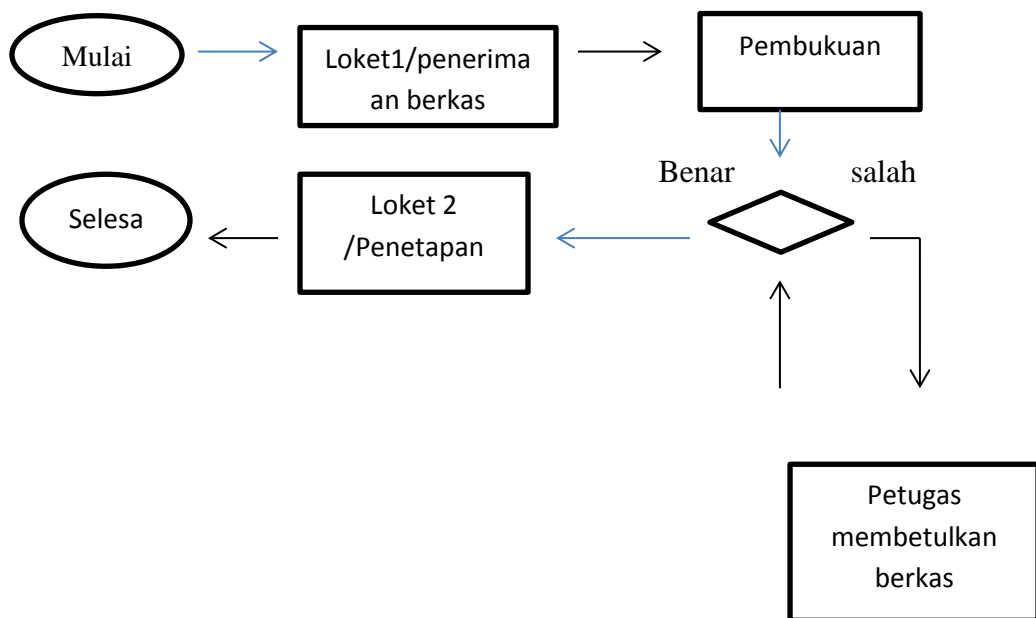 Mulai
Loket1/penerima
an berkas
Pembukuan
Benar
salah
Selesa
Loket 2
/Penetapan
Petugas
membetulkan
berkas